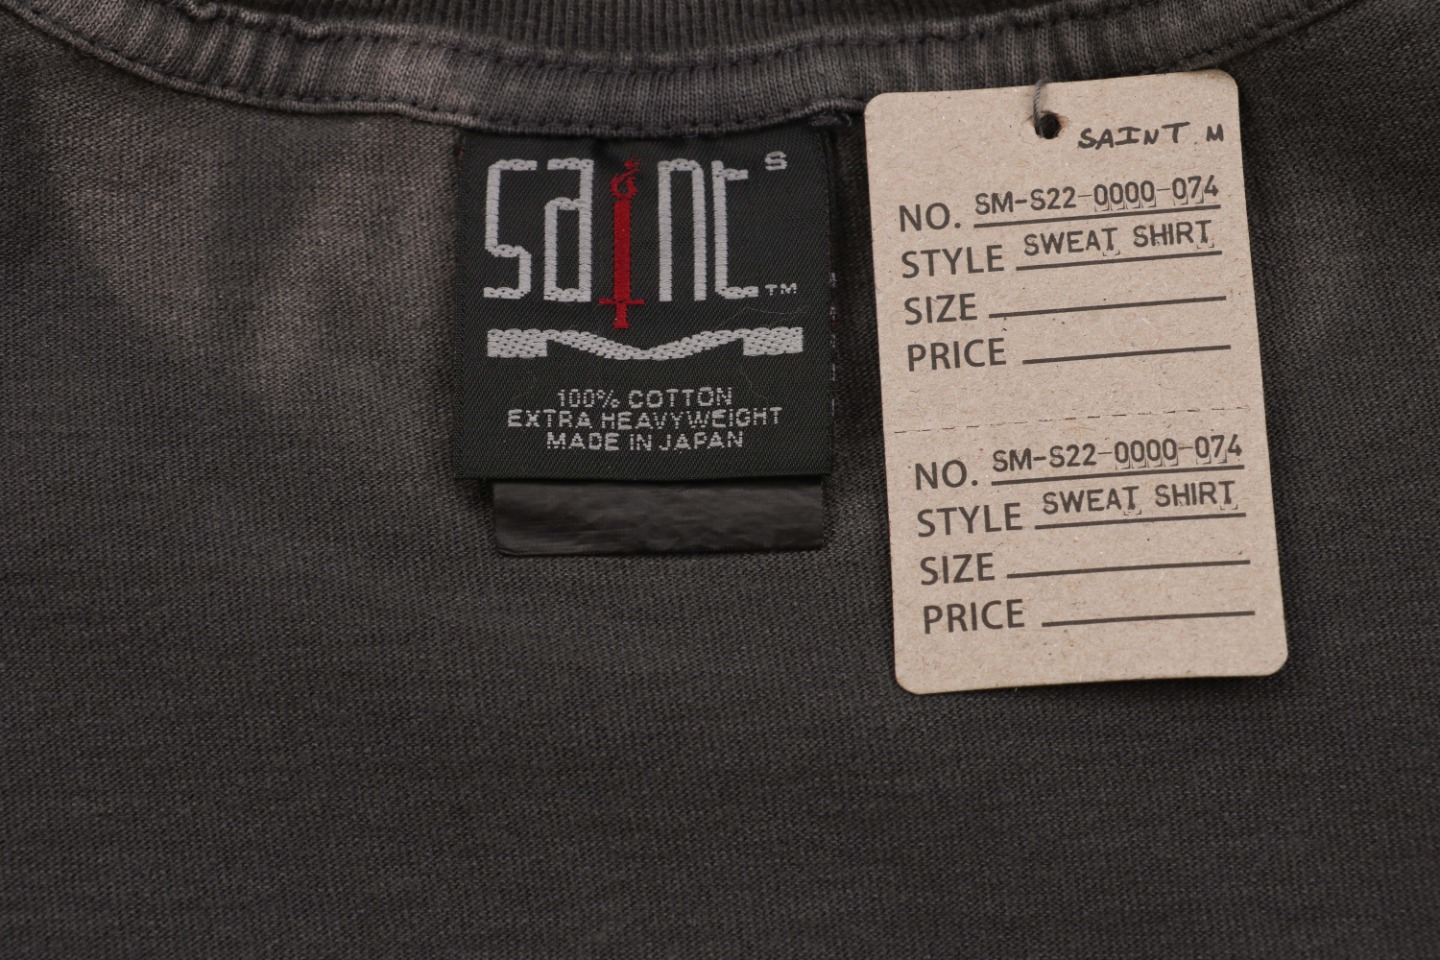 saint S
TM
100% COTTON
EXTRA HEAVYWEIGHT
MADE IN JAPAN
SAINT M
NO. SM-S22-0000-074
STYLE SWEAT SHIRT
SIZE
PRICE
NO. SM-S22-0000-074
STYLE SWEAT SHIRT
SIZE
PRICE